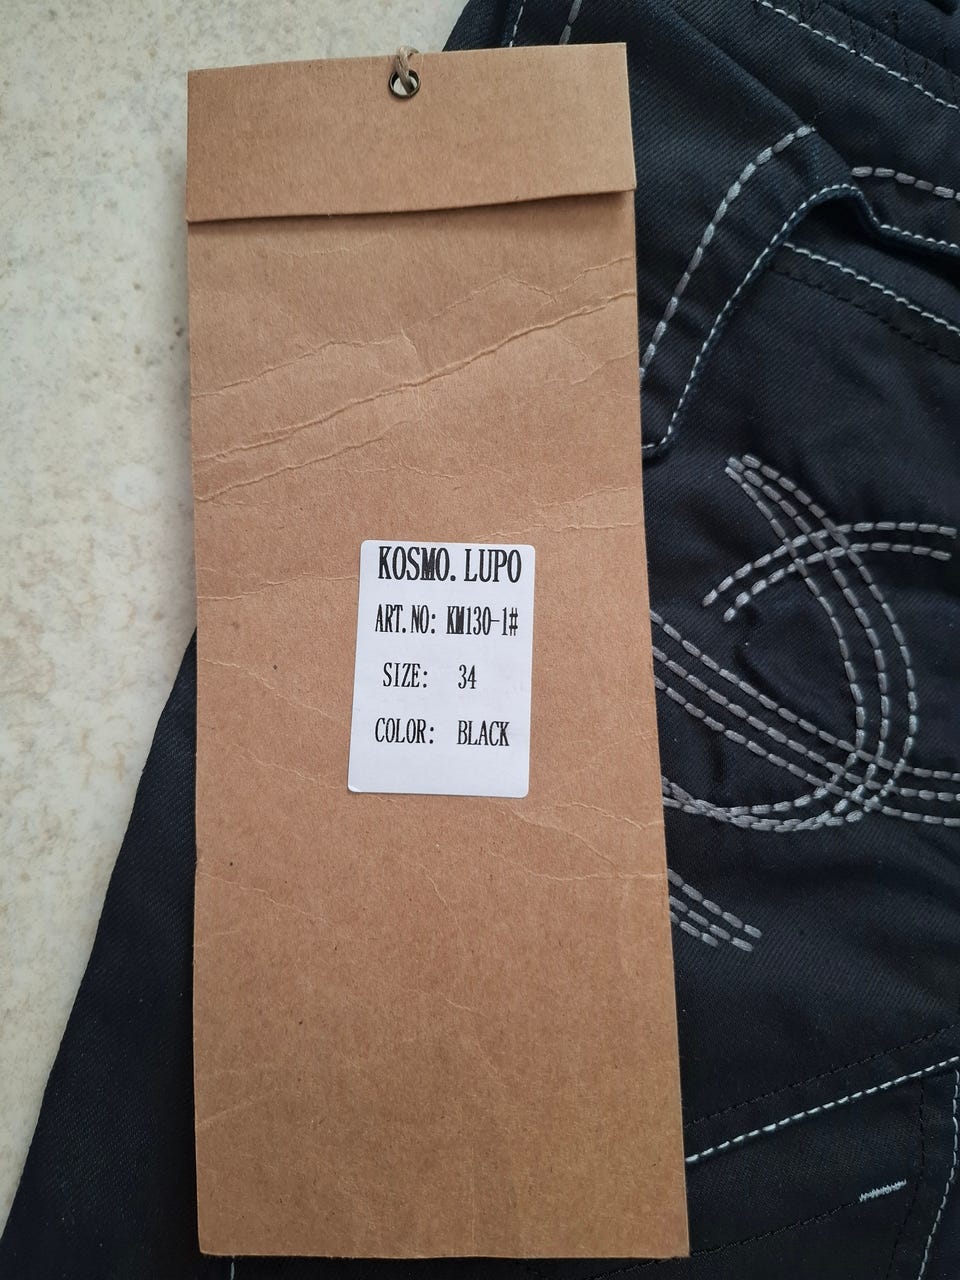 KOSMO. LUPO
ART. NO: KM130-1#
SIZE: 34
COLOR: BLACK